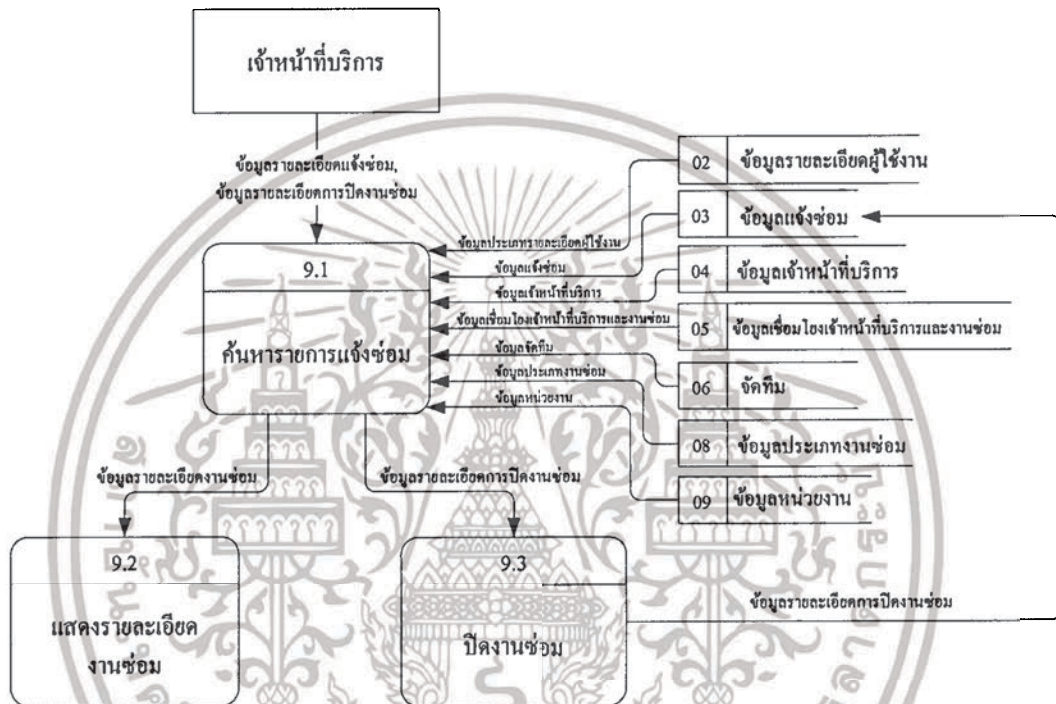 เจ้าหน้าที่บริการ
ข้อมูลรายละเอียดแจ้งซ่อม,
ข้อมูลรายละเอียดการปิดงานซ่อม
02 ข้อมูลรายละเอียดผู้ใช้งาน
03 ข้อมูลแจ้งซ่อม
04 ข้อมูลเจ้าหน้าที่บริการ
05 ข้อมูลเชื่อมโยงเจ้าหน้าที่บริการและงานซ่อม
06 จัดทีม
08 ข้อมูลประเภทงานซ่อม
09 ข้อมูลหน่วยงาน
ข้อมูลประเภทรายละเอียดผู้ใช้งาน
ข้อมูลแจ้งซ่อม
ข้อมูลเจ้าหน้าที่บริการ
ข้อมูลเชื่อมโยงเจ้าหน้าที่บริการและงานซ่อม
ข้อมูลจัดทีม
ข้อมูลประเภทงานซ่อม
ข้อมูลหน่วยงาน
9.1
ค้นหารายการแจ้งซ่อม
ข้อมูลรายละเอียดงานซ่อม
ข้อมูลรายละเอียดการปิดงานซ่อม
9.2
แสดงรายละเอียด
งานซ่อม
9.3
ปิดงานซ่อม
ข้อมูลรายละเอียดการปิดงานซ่อม